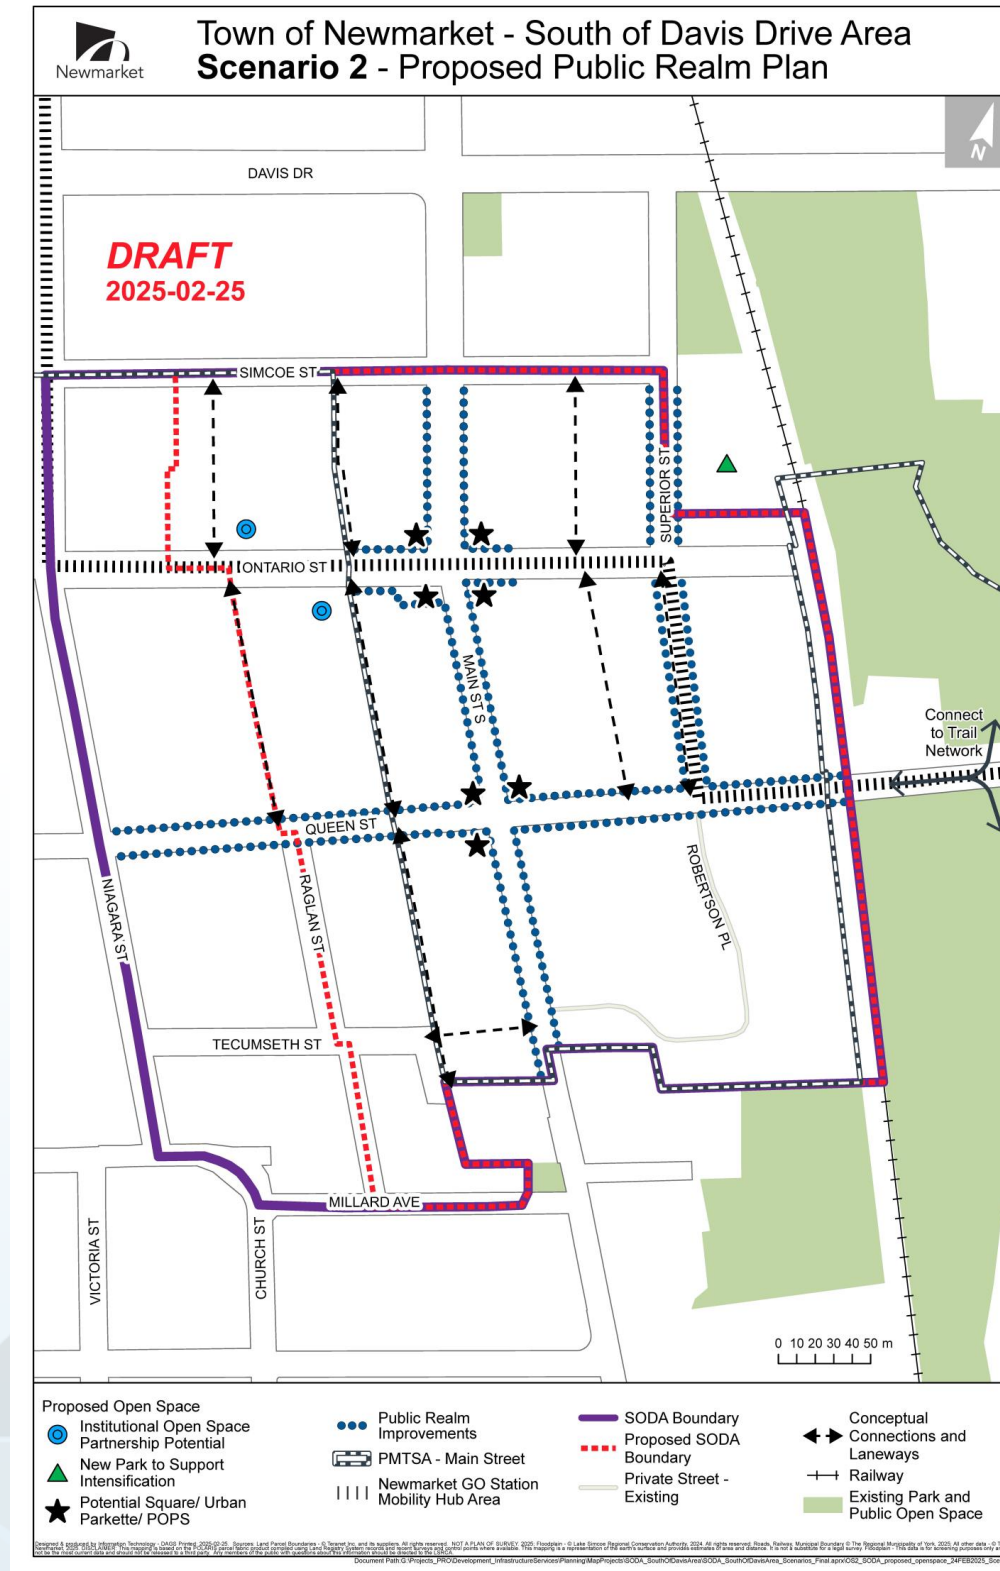 Newmarket
Town of Newmarket - South of Davis Drive Area
Scenario 2 - Proposed Public Realm Plan
N
DAVIS DR
DRAFT
2025-02-25
SIMCOE ST
SUPERIOR ST
ONTARIO ST
MAIN ST S
Connect
to Trail
Network
QUEEN ST
ROBERTSON PL
NIAGARA ST
RAGLAN ST
TECUMSETH ST
MILLARD AVE
VICTORIA ST
CHURCH ST
0 10 20 30 40 50 m
Proposed Open Space
Institutional Open Space
Partnership Potential
New Park to Support
Intensification
Potential Square/ Urban
Parkette/ POPS
Public Realm
Improvements
PMTSA - Main Street
Newmarket GO Station
Mobility Hub Area
SODA Boundary
Proposed SODA
Boundary
Private Street -
Existing
Conceptual
Connections and
Laneways
Railway
Existing Park and
Public Open Space